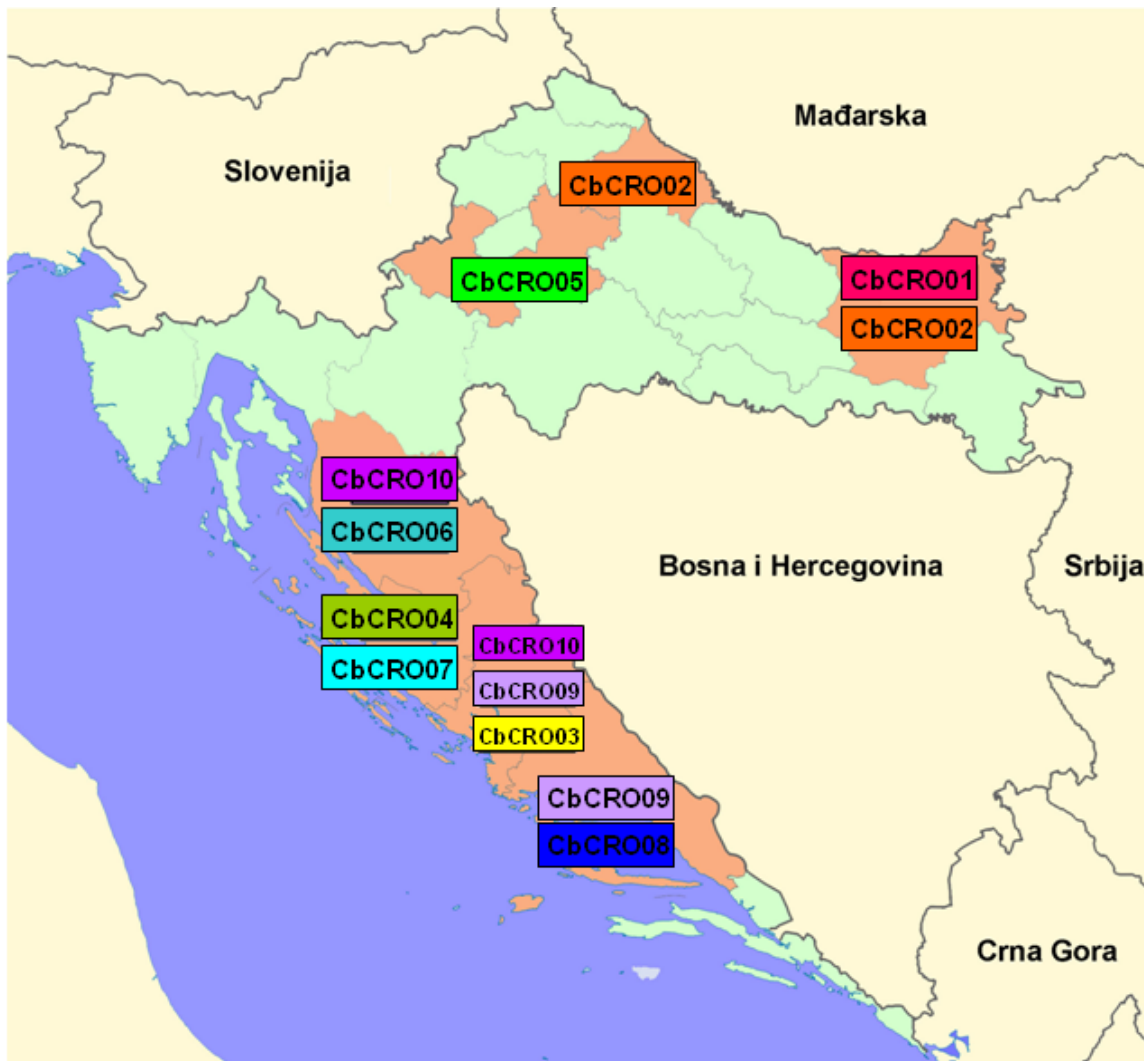 Mađarska
Slovenija
CbCRO02
CbCRO05
CbCRO01
CbCRO02
CbCRO10
CbCRO06
Bosna i Hercegovina
Srbija
CbCRO04
CbCRO07
CbCRO10
CbCRO09
CbCRO03
CbCRO09
CbCRO08
Crna Gora